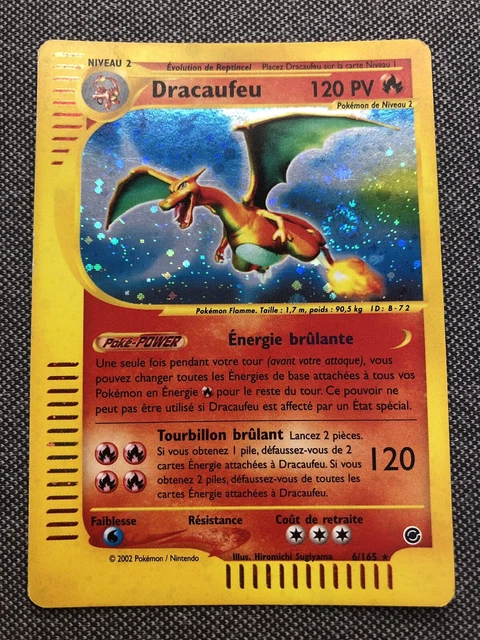 NIVEAU 2
Évolution de Reptincel Placez Dracaufeu sur la carte Niveau 1
Dracaufeu 120 PV
Pokémon de Niveau 2
Pokémon Flamme. Taille : 1,7 m, poids : 90,5 kg ID: B-72
Poké-POWER Énergie brûlante
Une seule fois pendant votre tour (avant votre attaque), vous
pouvez changer toutes les Énergies de base attachées à tous vos
Pokémon en Énergie pour le reste du tour. Ce pouvoir ne
peut pas être utilisé si Dracaufeu est affecté par un État spécial.
Tourbillon brûlant Lancez 2 pièces.
Si vous obtenez 1 pile, défaussez-vous de 2
cartes Énergie attachées à Dracaufeu. Si vous
obtenez 2 piles, défaussez-vous de toutes les
cartes Énergie attachées à Dracaufeu.
120
Faiblesse Résistance Coût de retraite
© 2002 Pokémon / Nintendo Illus. Hiromichi Sugiyama 6/165 ★